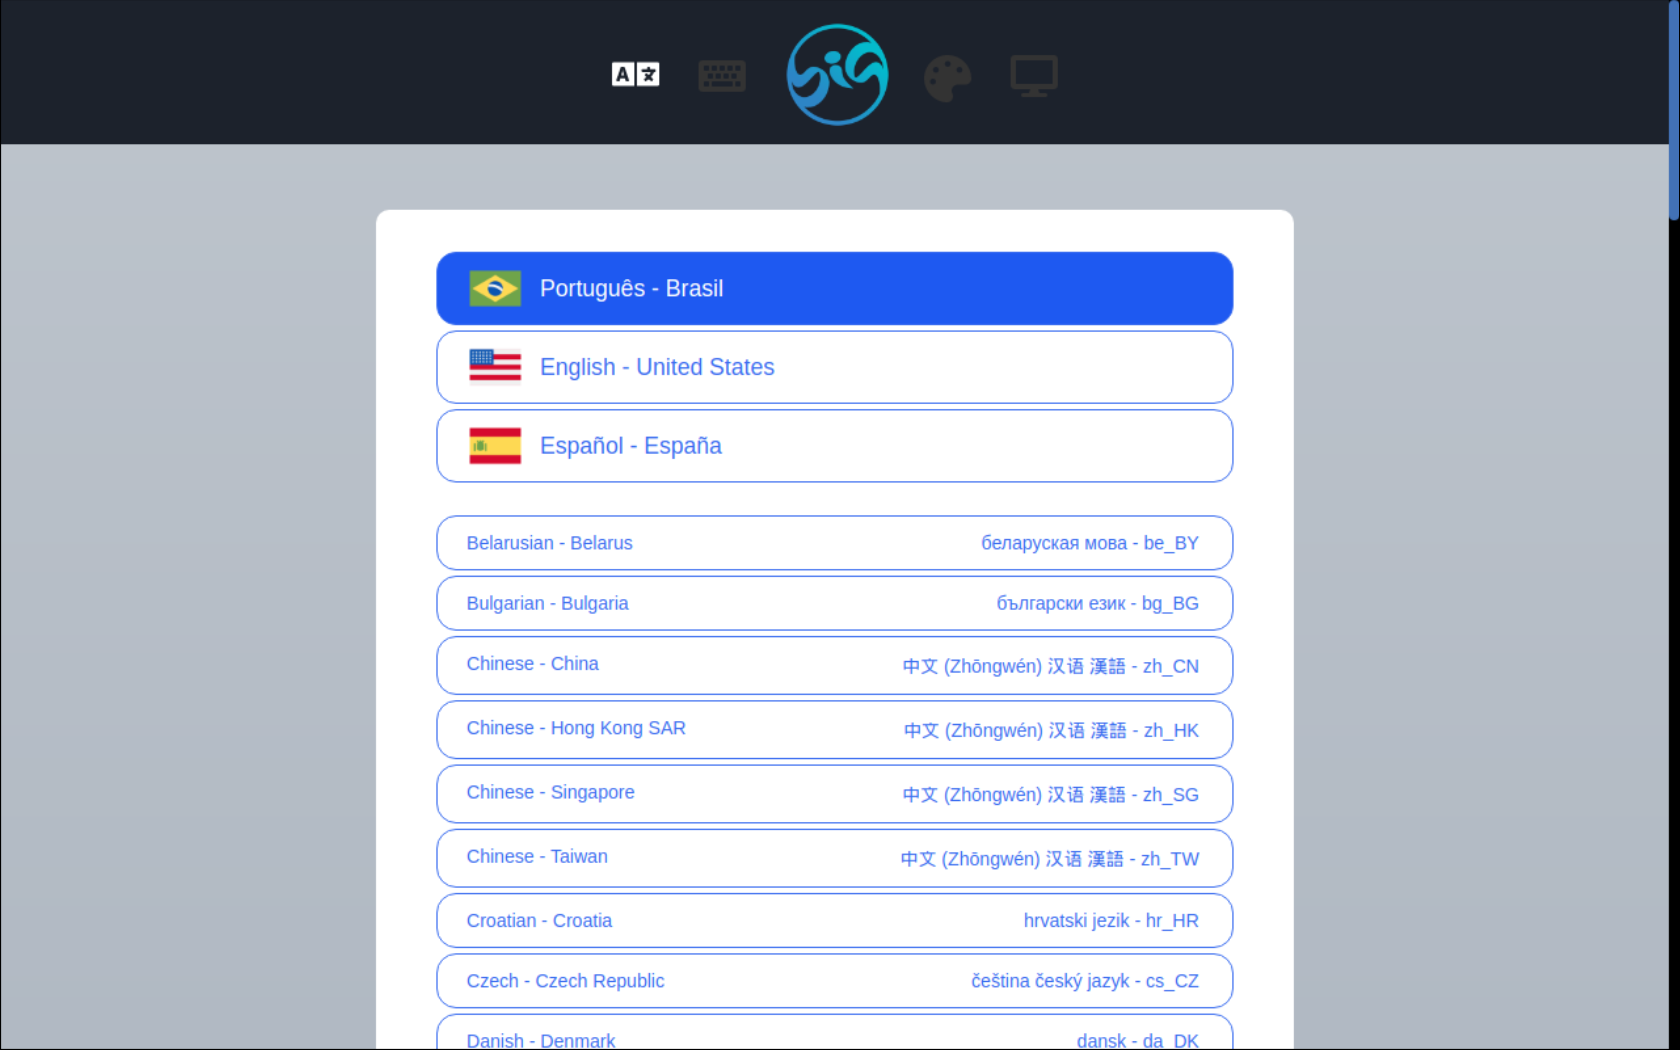 A 文
sis
Português - Brasil
English - United States
Español - España
Belarusian - Belarus беларуская мова - be_BY
Bulgarian - Bulgaria български език - bg_BG
Chinese - China 中文 (Zhōngwén) 汉语 漢語 - zh_CN
Chinese - Hong Kong SAR 中文 (Zhōngwén) 汉语 漢語 - zh_HK
Chinese - Singapore 中文 (Zhōngwén) 汉语 漢語 - zh_SG
Chinese - Taiwan 中文 (Zhōngwén) 汉语 漢語 - zh_TW
Croatian - Croatia hrvatski jezik - hr_HR
Czech - Czech Republic čeština český jazyk - cs_CZ
Danish - Denmark dansk - da_DK